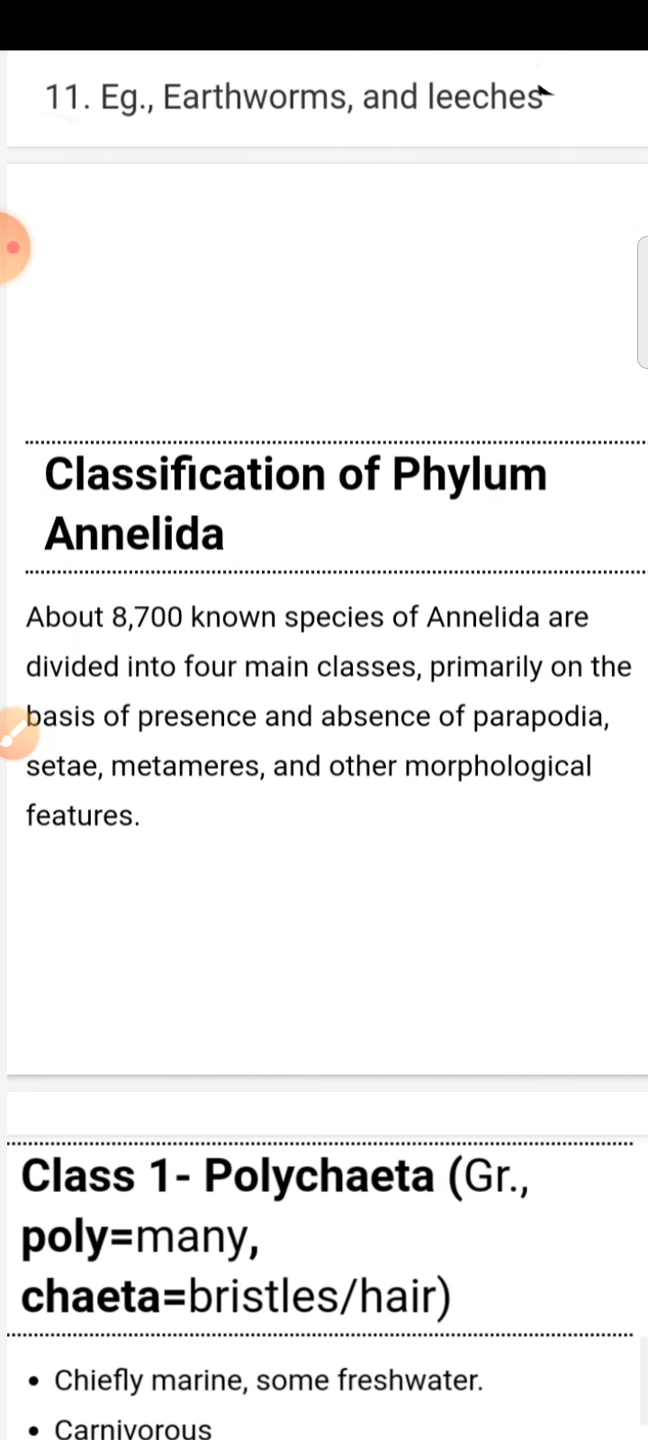 11. Eg., Earthworms, and leeches
Classification of Phylum
Annelida
About 8,700 known species of Annelida are
divided into four main classes, primarily on the
basis of presence and absence of parapodia,
setae, metameres, and other morphological
features.
Class 1- Polychaeta (Gr.,
poly=many,
chaeta=bristles/hair)
• Chiefly marine, some freshwater.
• Carnivorous